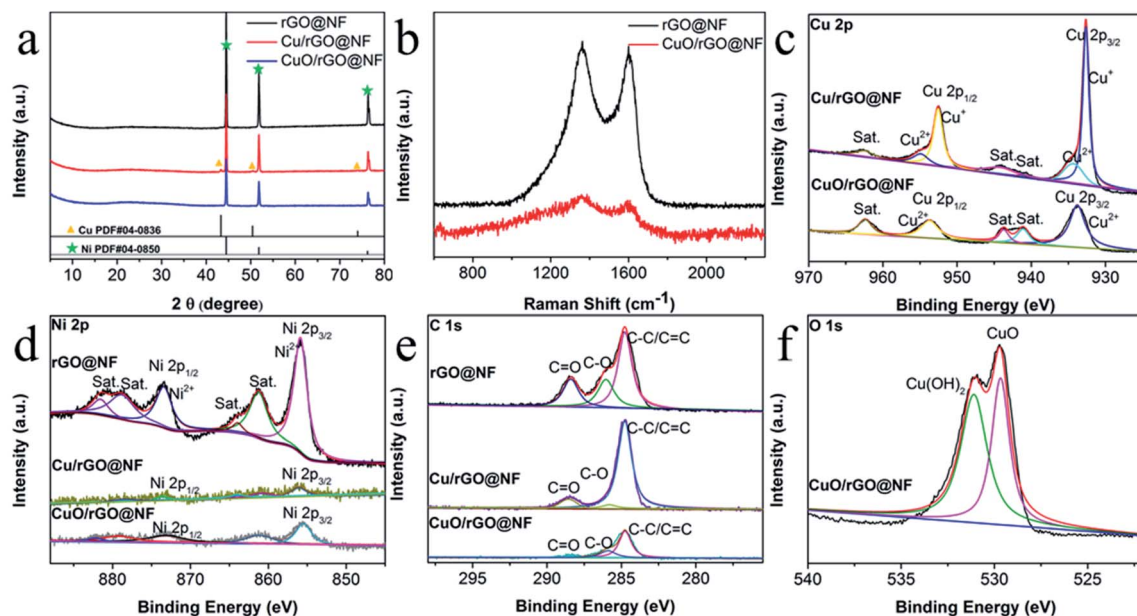 a
rGO@NF
Cu/rGO@NF
CuO/rGO@NF
Cu PDF#04-0836
Ni PDF#04-0850
Intensity (a.u.)
10 20 30 40 50 60 70 80
2 θ (degree)
b
rGO@NF
CuO/rGO@NF
Intensity (a.u.)
800 1200 1600 2000
Raman Shift (cm⁻¹)
c
Cu 2p
Cu 2p3/2
Cu⁺
Cu/rGO@NF
Cu 2p1/2
Cu⁺
Sat.
Cu²⁺
Sat.
Sat.
Cu²⁺
CuO/rGO@NF
Cu 2p1/2
Cu 2p3/2
Sat.
Cu²⁺
Sat.
Cu²⁺
Intensity (a.u.)
970 960 950 940 930
Binding Energy (eV)
d
Ni 2p
Ni 2p3/2
rGO@NF
Ni²⁺
Ni 2p1/2
Sat.
Sat.
Ni²⁺
Sat.
Sat.
Cu/rGO@NF
Ni 2p1/2
Ni 2p3/2
CuO/rGO@NF
Ni 2p1/2
Ni 2p3/2
Intensity (a.u.)
880 870 860 850
Binding Energy (eV)
e
C 1s
rGO@NF
C=O
C-O
C-C/C=C
Cu/rGO@NF
C=O
C-O
C-C/C=C
CuO/rGO@NF
C=O
C-O
C-C/C=C
Intensity (a.u.)
295 290 285 280
Binding Energy (eV)
f
O 1s
CuO
Cu(OH)2
CuO/rGO@NF
Intensity (a.u.)
540 535 530 525
Binding Energy (eV)